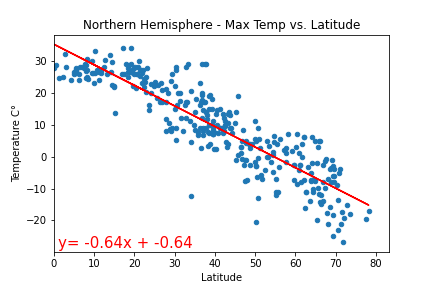 Northern Hemisphere - Max Temp vs. Latitude
Temperature C°
30
20
10
0
−10
−20
y= -0.64x + -0.64
0 10 20 30 40 50 60 70 80
Latitude